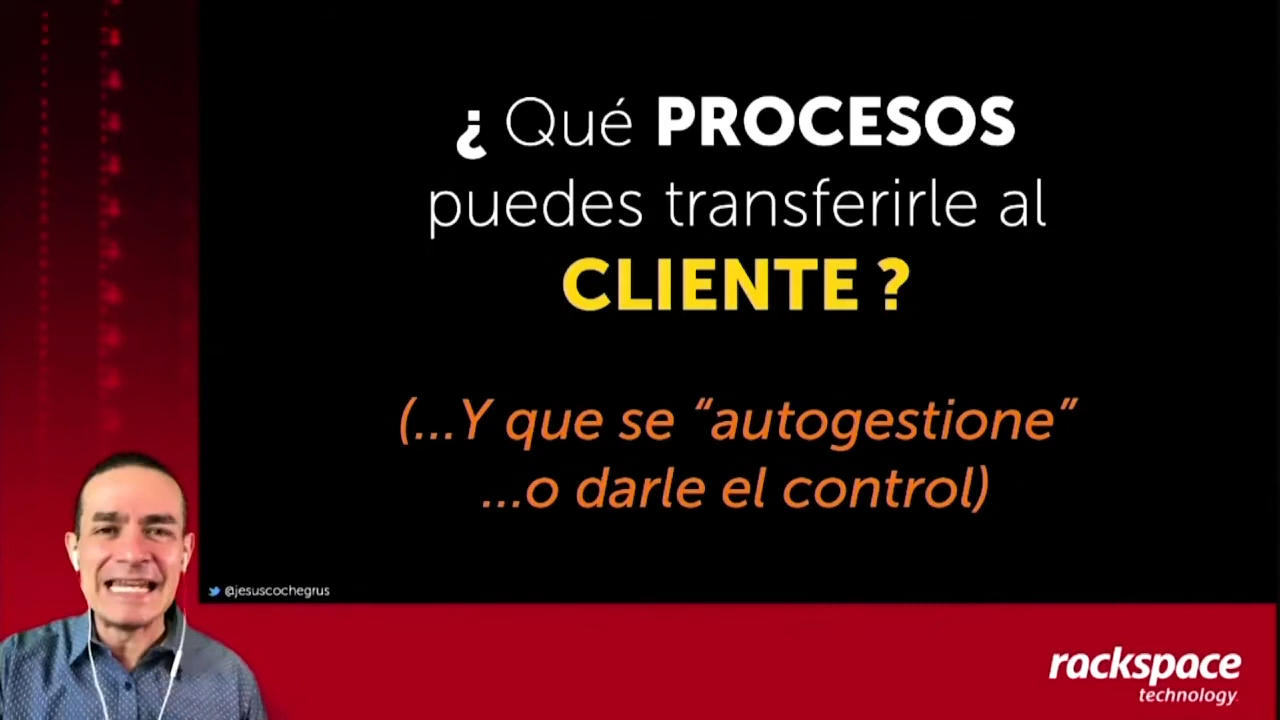 ¿ Qué PROCESOS
puedes transferirle al
CLIENTE ?
(...Y que se “autogestione”
...o darle el control)
@jesuscochegrus
rackspace
technology.